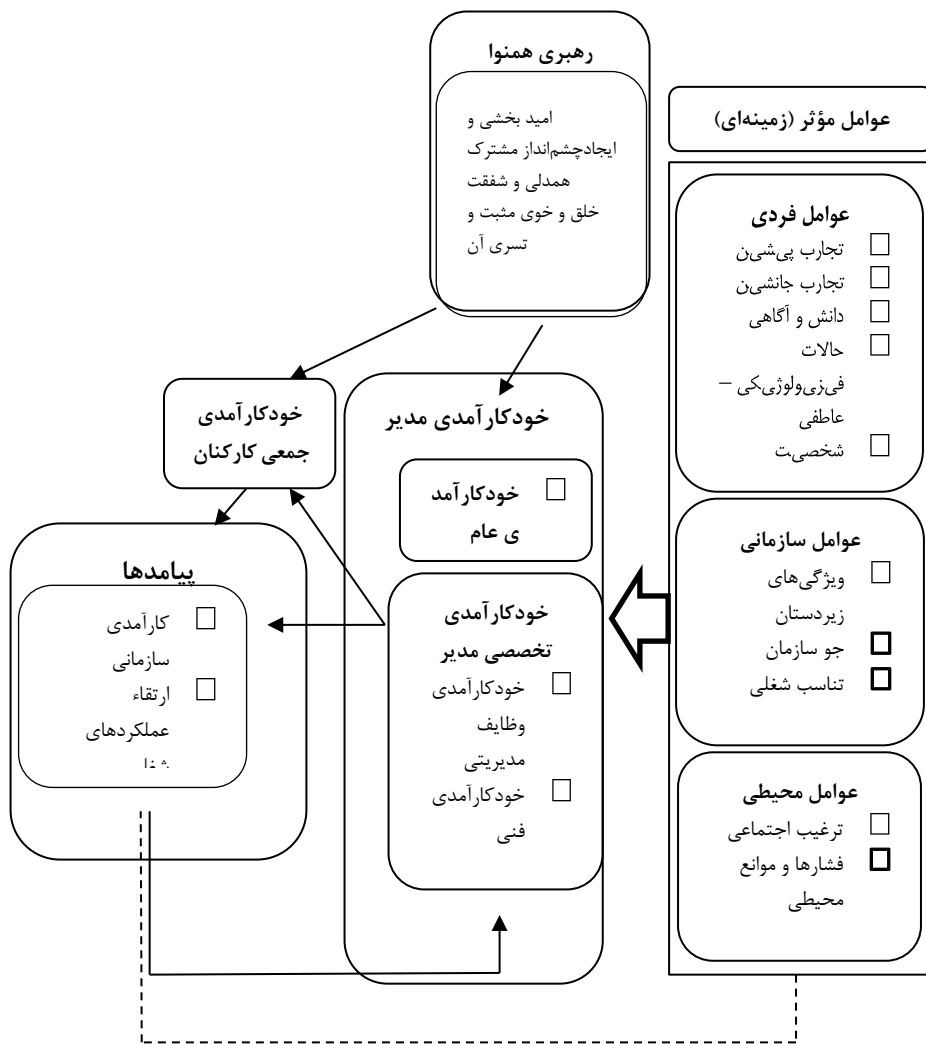 رهبری همنوا
امید بخشی و
ایجادچشم‌انداز مشترک
همدلی و شفقت
خلق و خوی مثبت و
تسری آن
عوامل مؤثر (زمینه‌ای)
عوامل فردی
تجارب پیشین
تجارب جانشین
دانش و آگاهی
حالات
فیزیولوژیکی –
عاطفی
شخصیت
عوامل سازمانی
ویژگی‌های
زیردستان
جو سازمان
تناسب شغلی
عوامل محیطی
ترغیب اجتماعی
فشارها و موانع
محیطی
خودکارآمدی مدیر
خودکارآمد
ی عام
خودکارآمدی
تخصصی مدیر
خودکارآمدی
وظایف
مدیریتی
خودکارآمدی
فنی
خودکارآمدی
جمعی کارکنان
پیامدها
کارآمدی
سازمانی
ارتقاء
عملکردهای